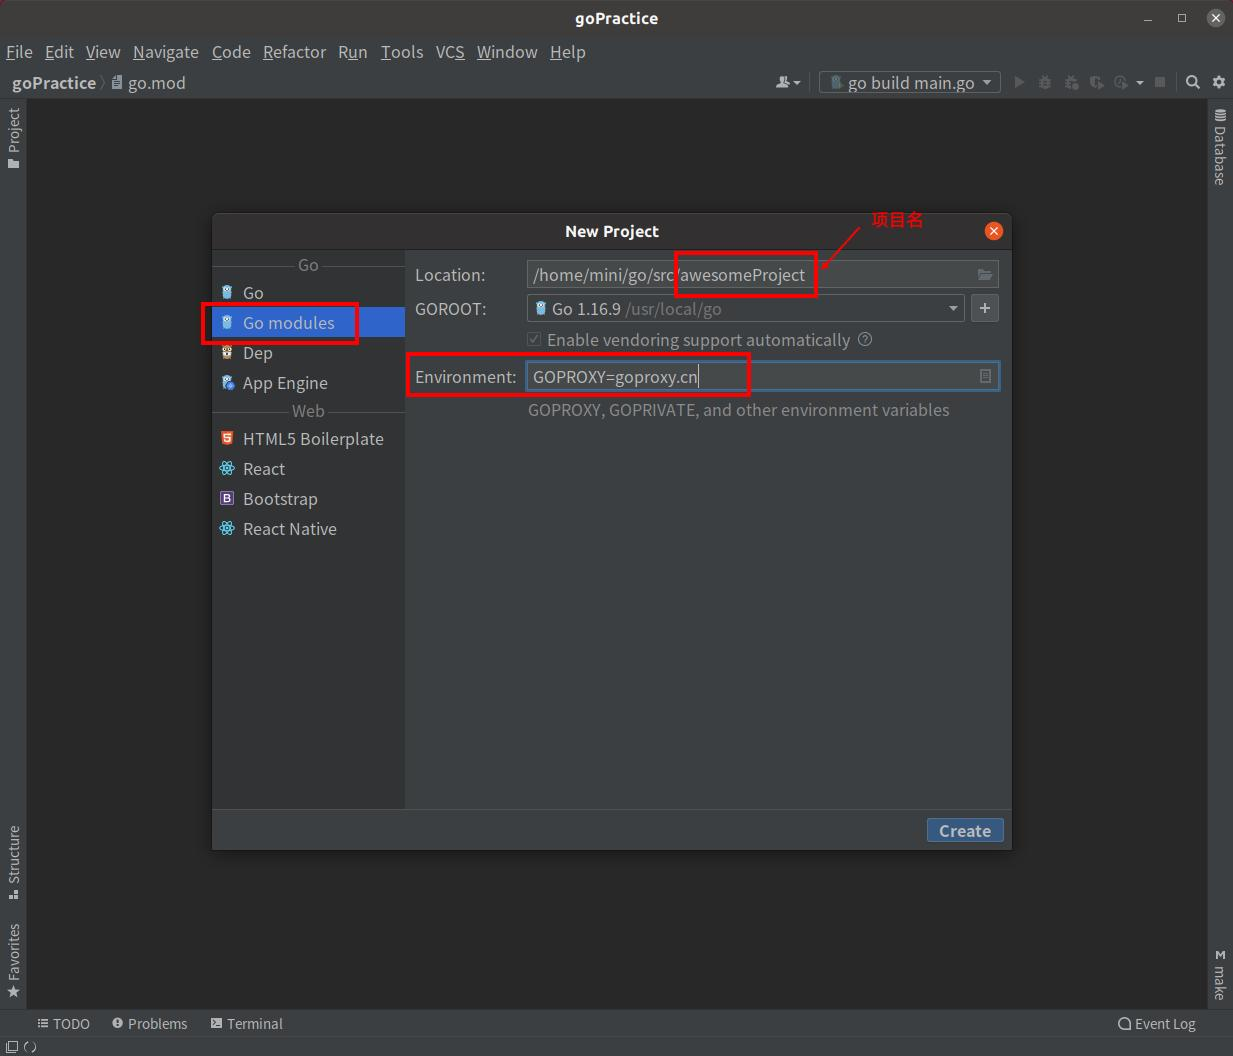 goPractice
File Edit View Navigate Code Refactor Run Tools VCS Window Help
goPractice go.mod
go build main.go
Project
Database
项目名
New Project
Go
Go
Go modules
Dep
App Engine
Web
HTML5 Boilerplate
React
Bootstrap
React Native
Location: /home/mini/go/src/awesomeProject
GOROOT: Go 1.16.9 /usr/local/go
Enable vendoring support automatically
Environment: GOPROXY=goproxy.cn
GOPROXY, GOPRIVATE, and other environment variables
Create
Structure
Favorites
make
TODO Problems Terminal Event Log